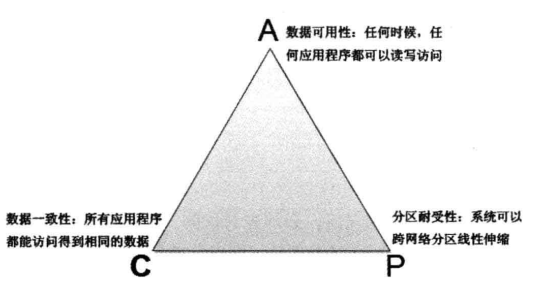 A
数据可用性：任何时候，任
何应用程序都可以读写访问
数据一致性：所有应用程序
都能访问得到相同的数据
C
分区耐受性：系统可以
跨网络分区线性伸缩
P